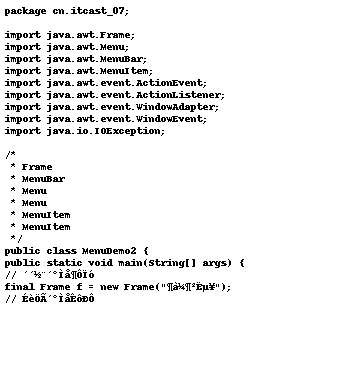 package cn.itcast_07;
import java.awt.Frame;
import java.awt.Menu;
import java.awt.MenuBar;
import java.awt.MenuItem;
import java.awt.event.ActionEvent;
import java.awt.event.ActionListener;
import java.awt.event.WindowAdapter;
import java.awt.event.WindowEvent;
import java.io.IOException;
/*
* Frame
* MenuBar
* Menu
* Menu
* MenuItem
* MenuItem
*/
public class MenuDemo2 {
public static void main(String[] args) {
// ´´½¨´°Ìå¶ÔÏó
final Frame f = new Frame("¶à¼¶²Ëµ¥");
// ÉèÖÃ´°ÌåÊôÐÔ